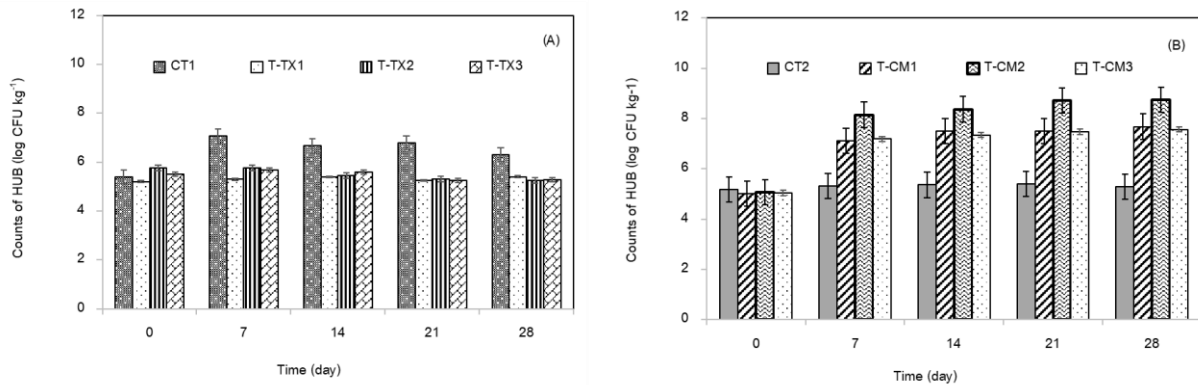 12
10
8
6
4
2
0
Counts of HUB (log CFU kg⁻¹)
(A)
CT1 T-TX1 T-TX2 T-TX3
0 7 14 21 28
Time (day)
12
10
8
6
4
2
0
Counts of HUB (log CFU kg-1)
(B)
CT2 T-CM1 T-CM2 T-CM3
0 7 14 21 28
Time (day)